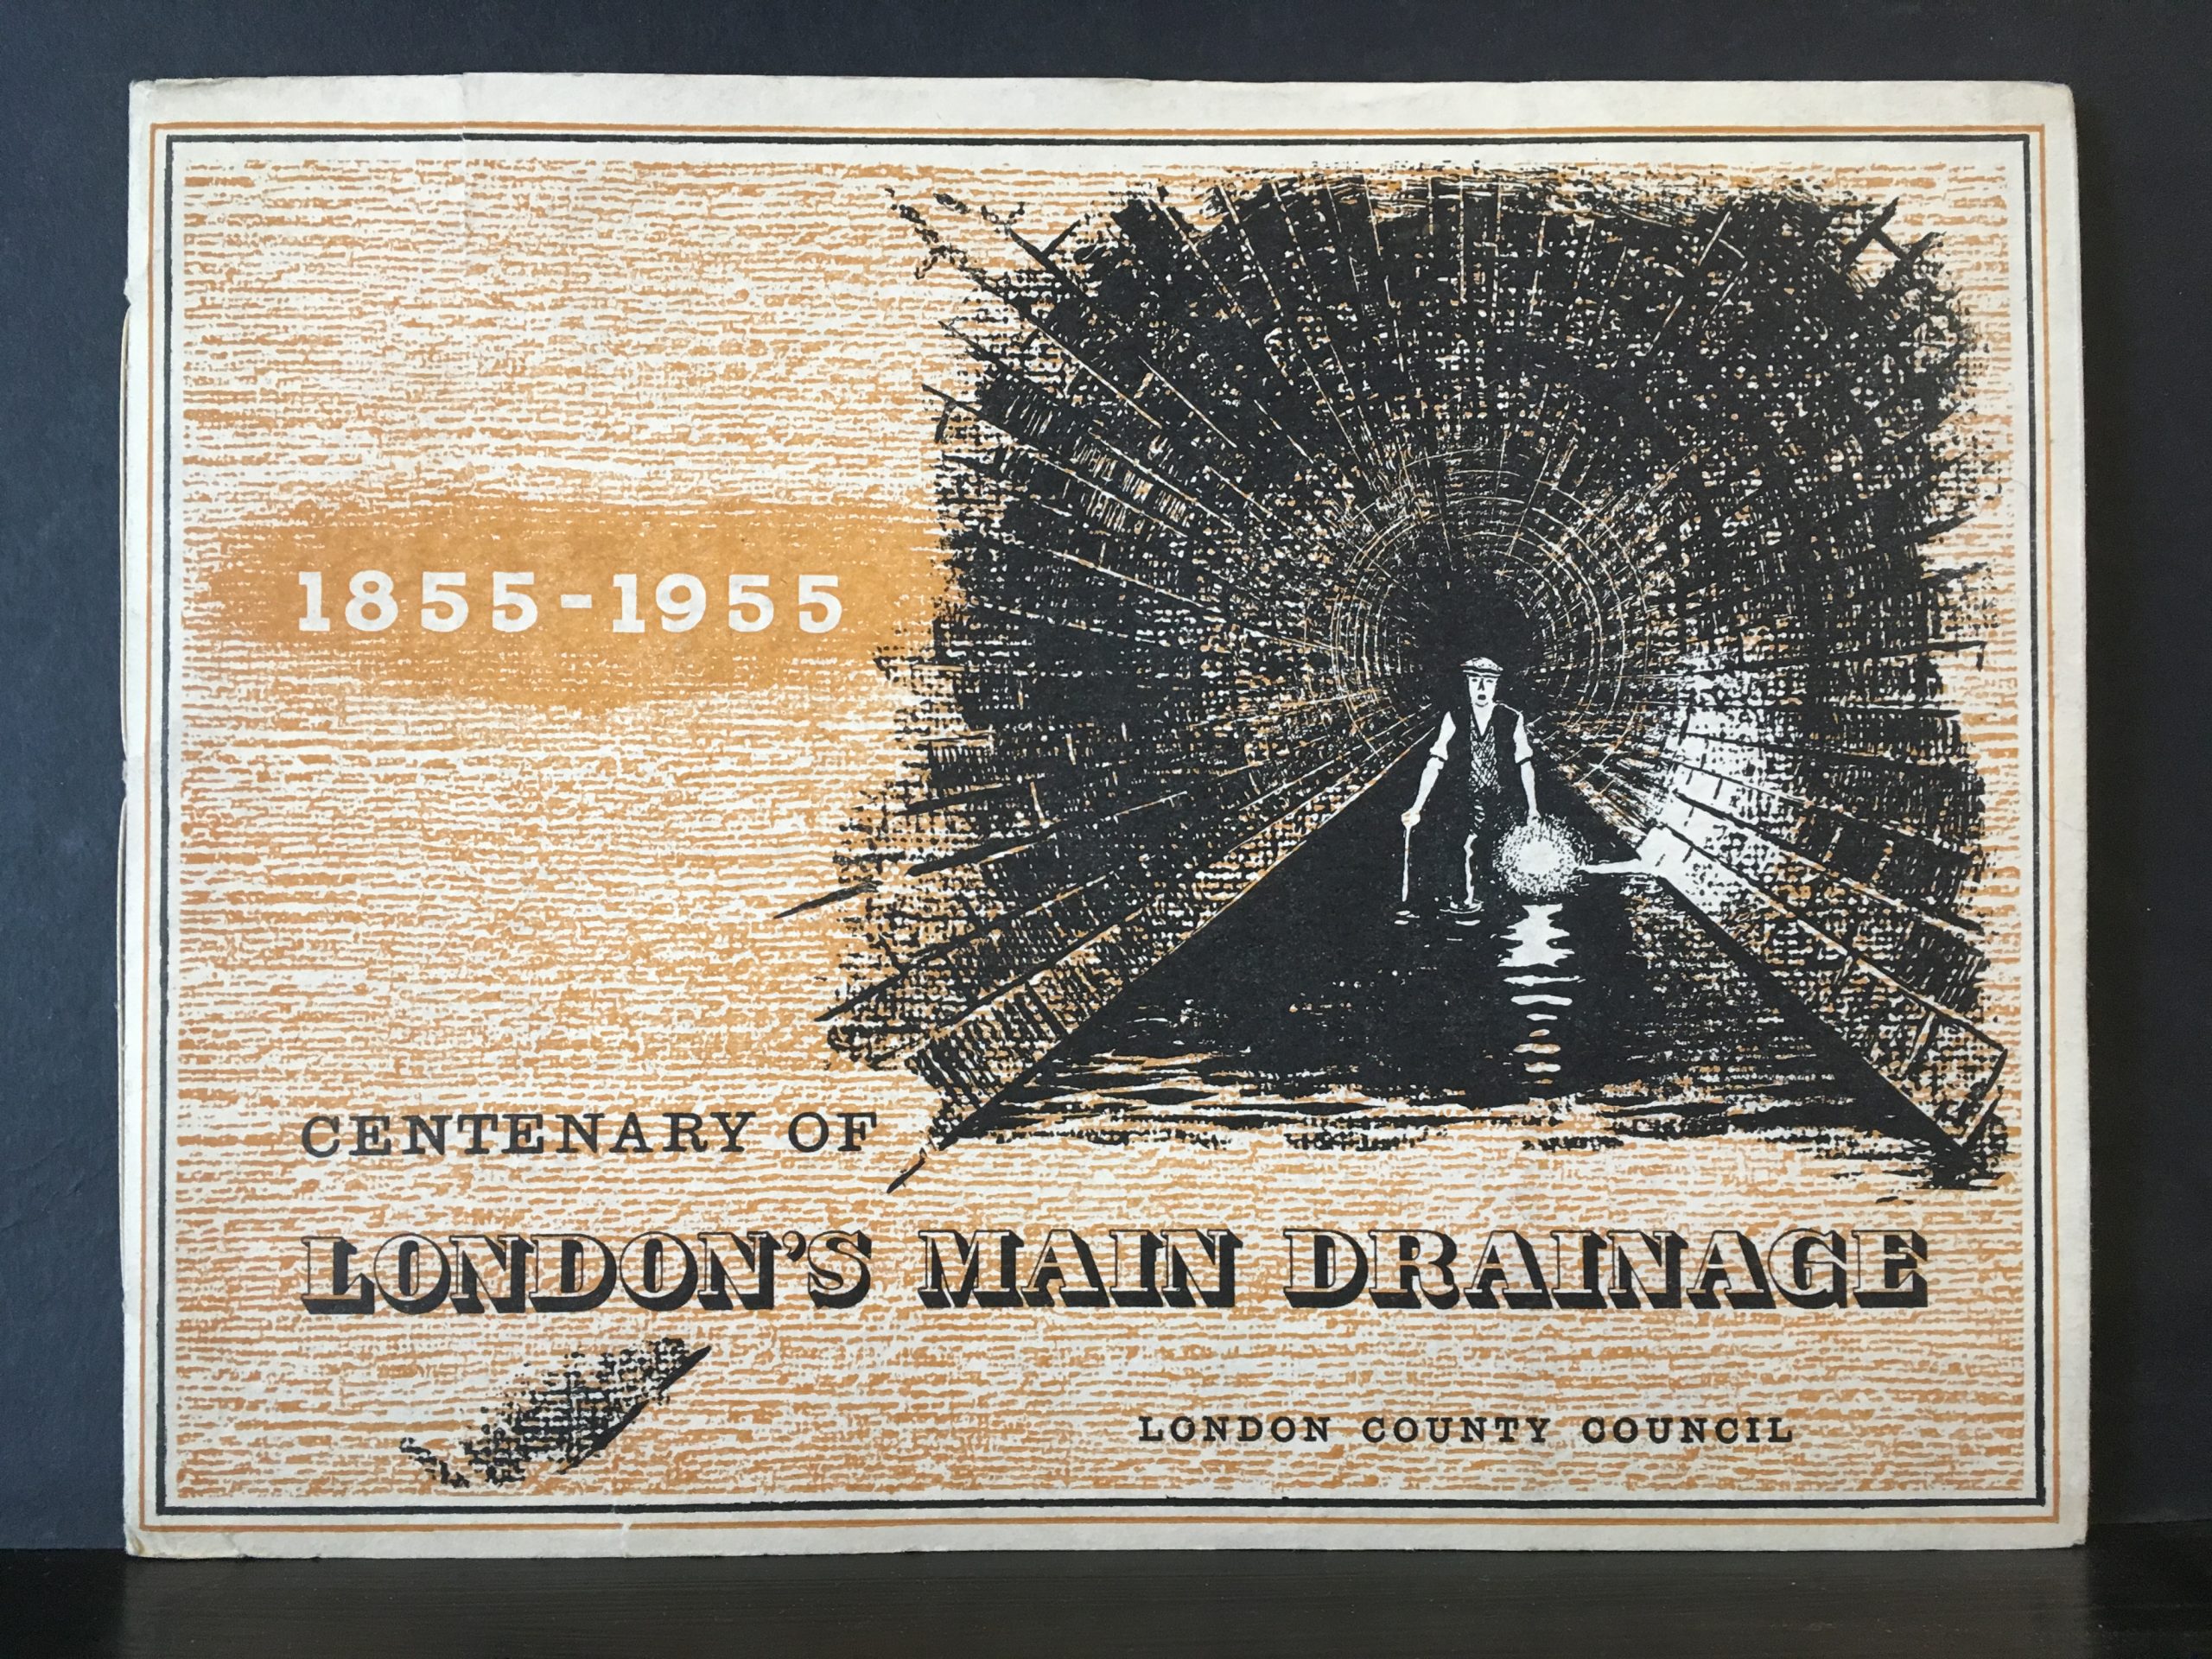 1855-1955
CENTENARY OF
LONDON'S MAIN DRAINAGE
LONDON COUNTY COUNCIL